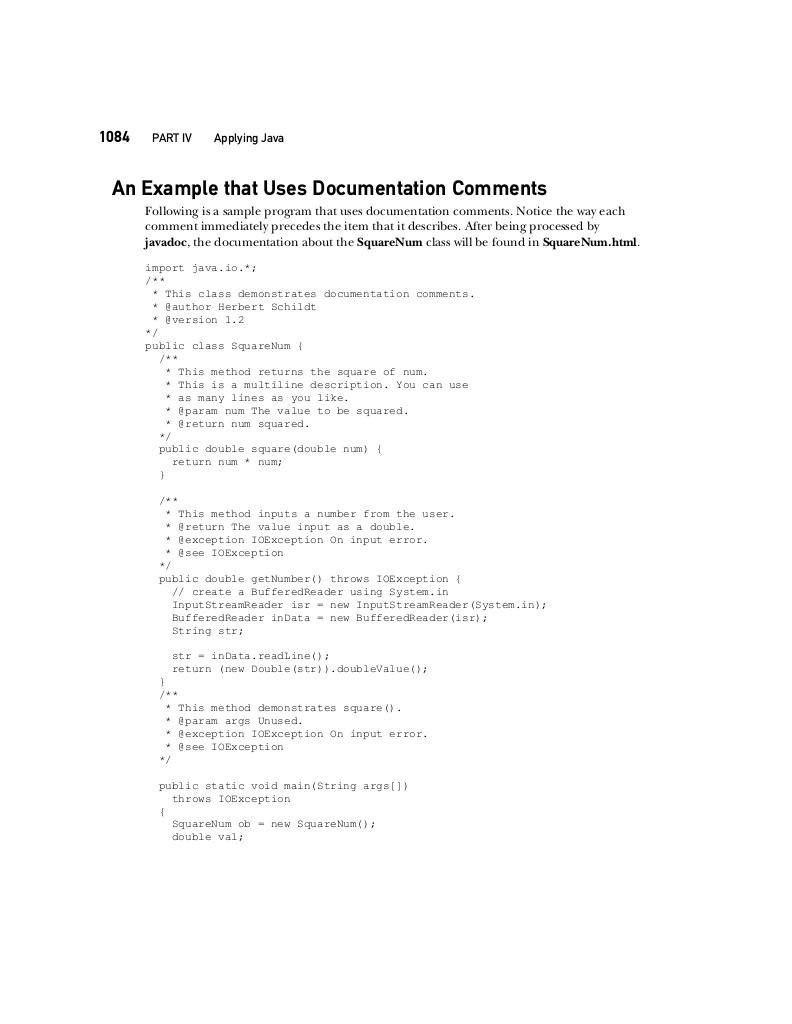 1084 PART IV Applying Java
An Example that Uses Documentation Comments
Following is a sample program that uses documentation comments. Notice the way each
comment immediately precedes the item that it describes. After being processed by
javadoc, the documentation about the SquareNum class will be found in SquareNum.html.
import java.io.*;
/**
 * This class demonstrates documentation comments.
 * @author Herbert Schildt
 * @version 1.2
*/
public class SquareNum {
  /**
   * This method returns the square of num.
   * This is a multiline description. You can use
   * as many lines as you like.
   * @param num The value to be squared.
   * @return num squared.
  */
  public double square(double num) {
    return num * num;
  }

  /**
   * This method inputs a number from the user.
   * @return The value input as a double.
   * @exception IOException On input error.
   * @see IOException
  */
  public double getNumber() throws IOException {
    // create a BufferedReader using System.in
    InputStreamReader isr = new InputStreamReader(System.in);
    BufferedReader inData = new BufferedReader(isr);
    String str;

    str = inData.readLine();
    return (new Double(str)).doubleValue();
  }
  /**
   * This method demonstrates square().
   * @param args Unused.
   * @exception IOException On input error.
   * @see IOException
  */

  public static void main(String args[])
    throws IOException
  {
    SquareNum ob = new SquareNum();
    double val;